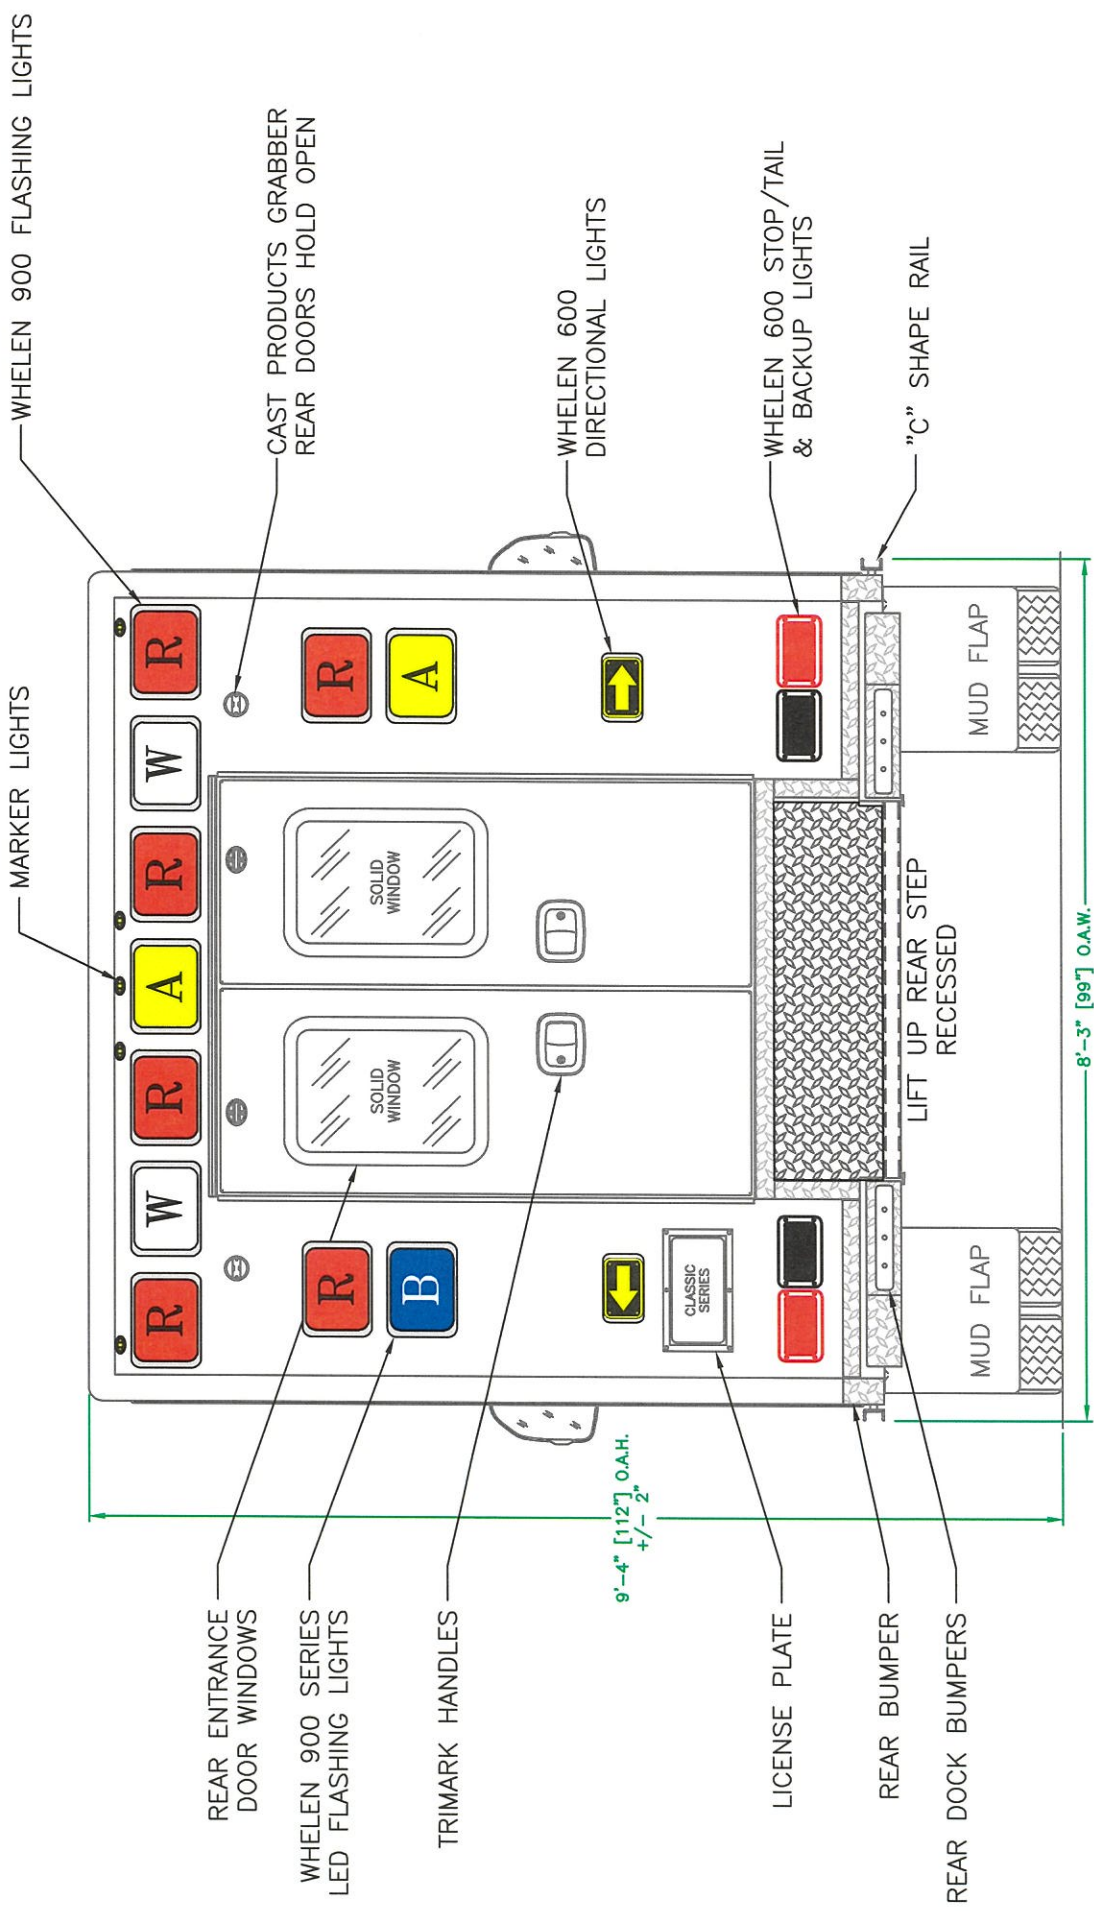 MARKER LIGHTS
WHELEN 900 FLASHING LIGHTS
R
W
R
A
R
W
R
CAST PRODUCTS GRABBER
REAR DOORS HOLD OPEN
REAR ENTRANCE
DOOR WINDOWS
WHELEN 900 SERIES
LED FLASHING LIGHTS
R
B
SOLID
WINDOW
SOLID
WINDOW
R
A
TRIMARK HANDLES
WHELEN 600
DIRECTIONAL LIGHTS
9'-4" [112"] O.A.H.
+/- 2"
CLASSIC
SERIES
LICENSE PLATE
WHELEN 600 STOP/TAIL
& BACKUP LIGHTS
REAR BUMPER
"C" SHAPE RAIL
REAR DOCK BUMPERS
LIFT UP REAR STEP
RECESSED
MUD FLAP
MUD FLAP
8'-3" [99"] O.A.W.